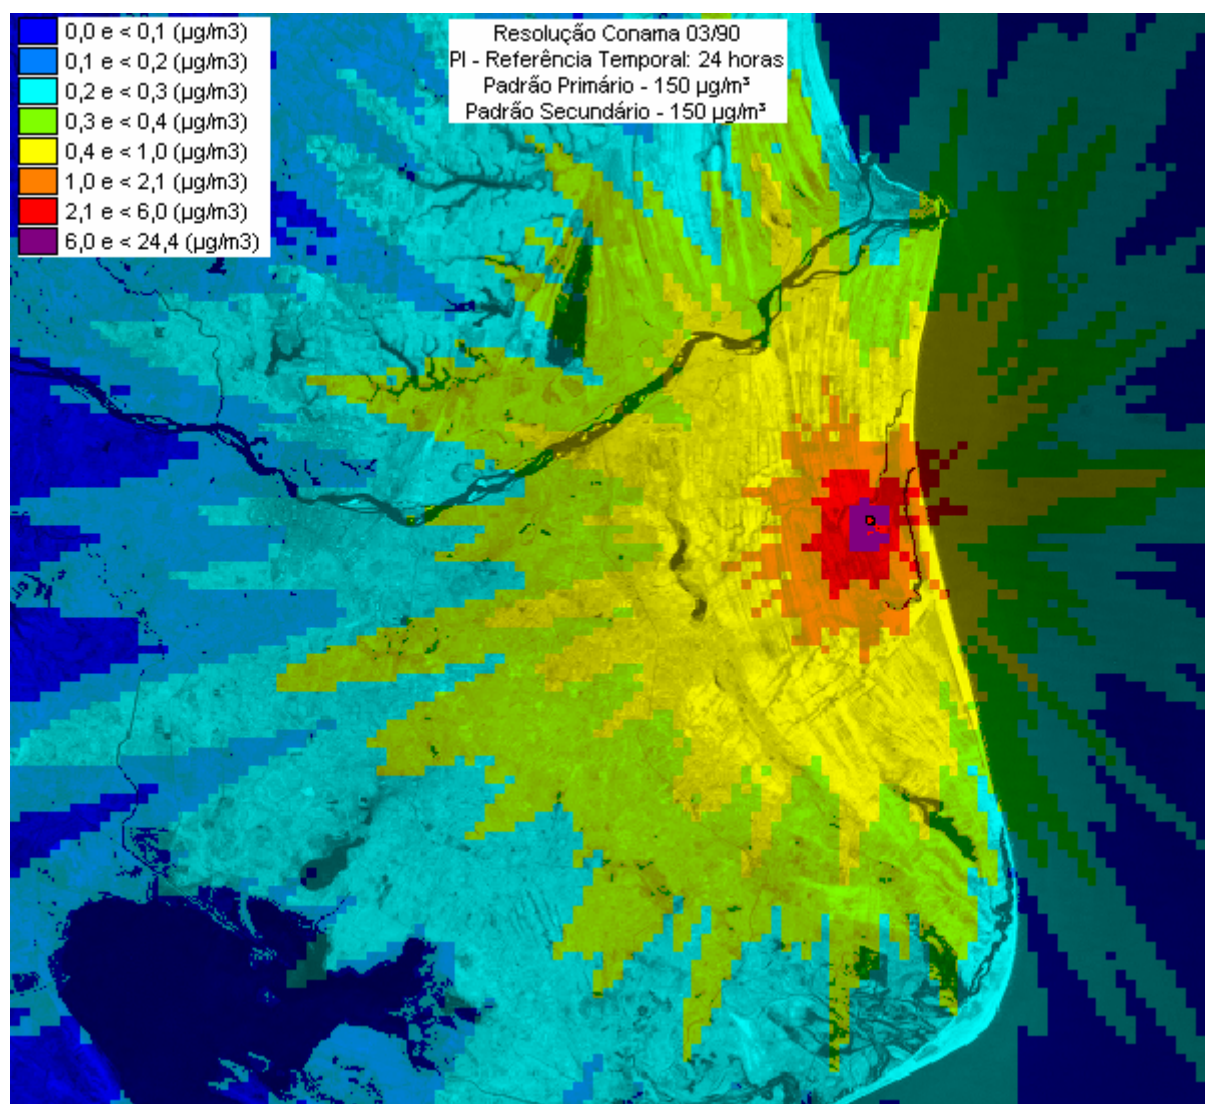 0,0 e < 0,1 (µg/m3)
0,1 e < 0,2 (µg/m3)
0,2 e < 0,3 (µg/m3)
0,3 e < 0,4 (µg/m3)
0,4 e < 1,0 (µg/m3)
1,0 e < 2,1 (µg/m3)
2,1 e < 6,0 (µg/m3)
6,0 e < 24,4 (µg/m3)
Resolução Conama 03/90
PI - Referência Temporal: 24 horas
Padrão Primário - 150 µg/m³
Padrão Secundário - 150 µg/m³